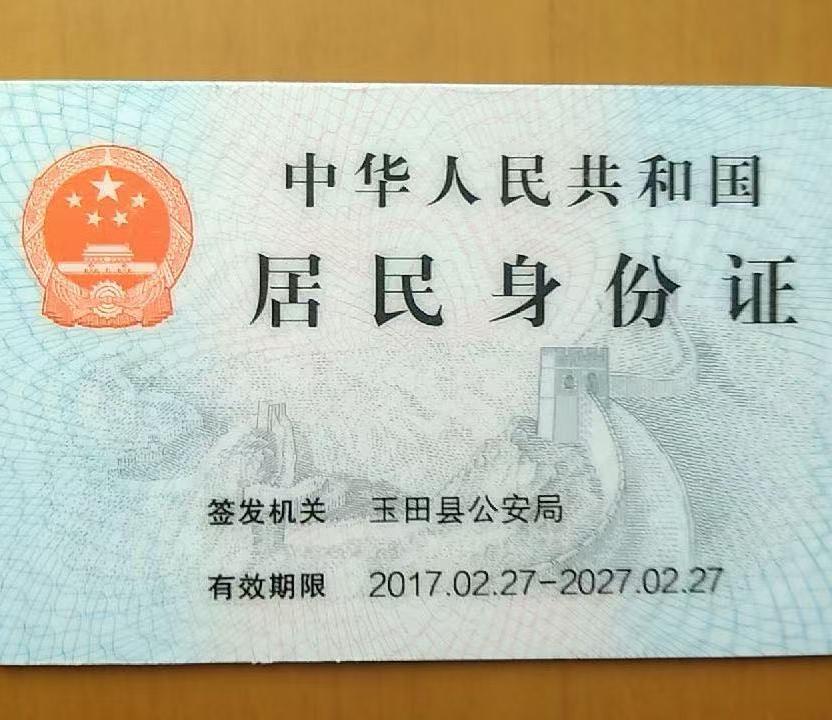 中华人民共和国
居民身份证
签发机关 玉田县公安局
有效期限 2017.02.27-2027.02.27